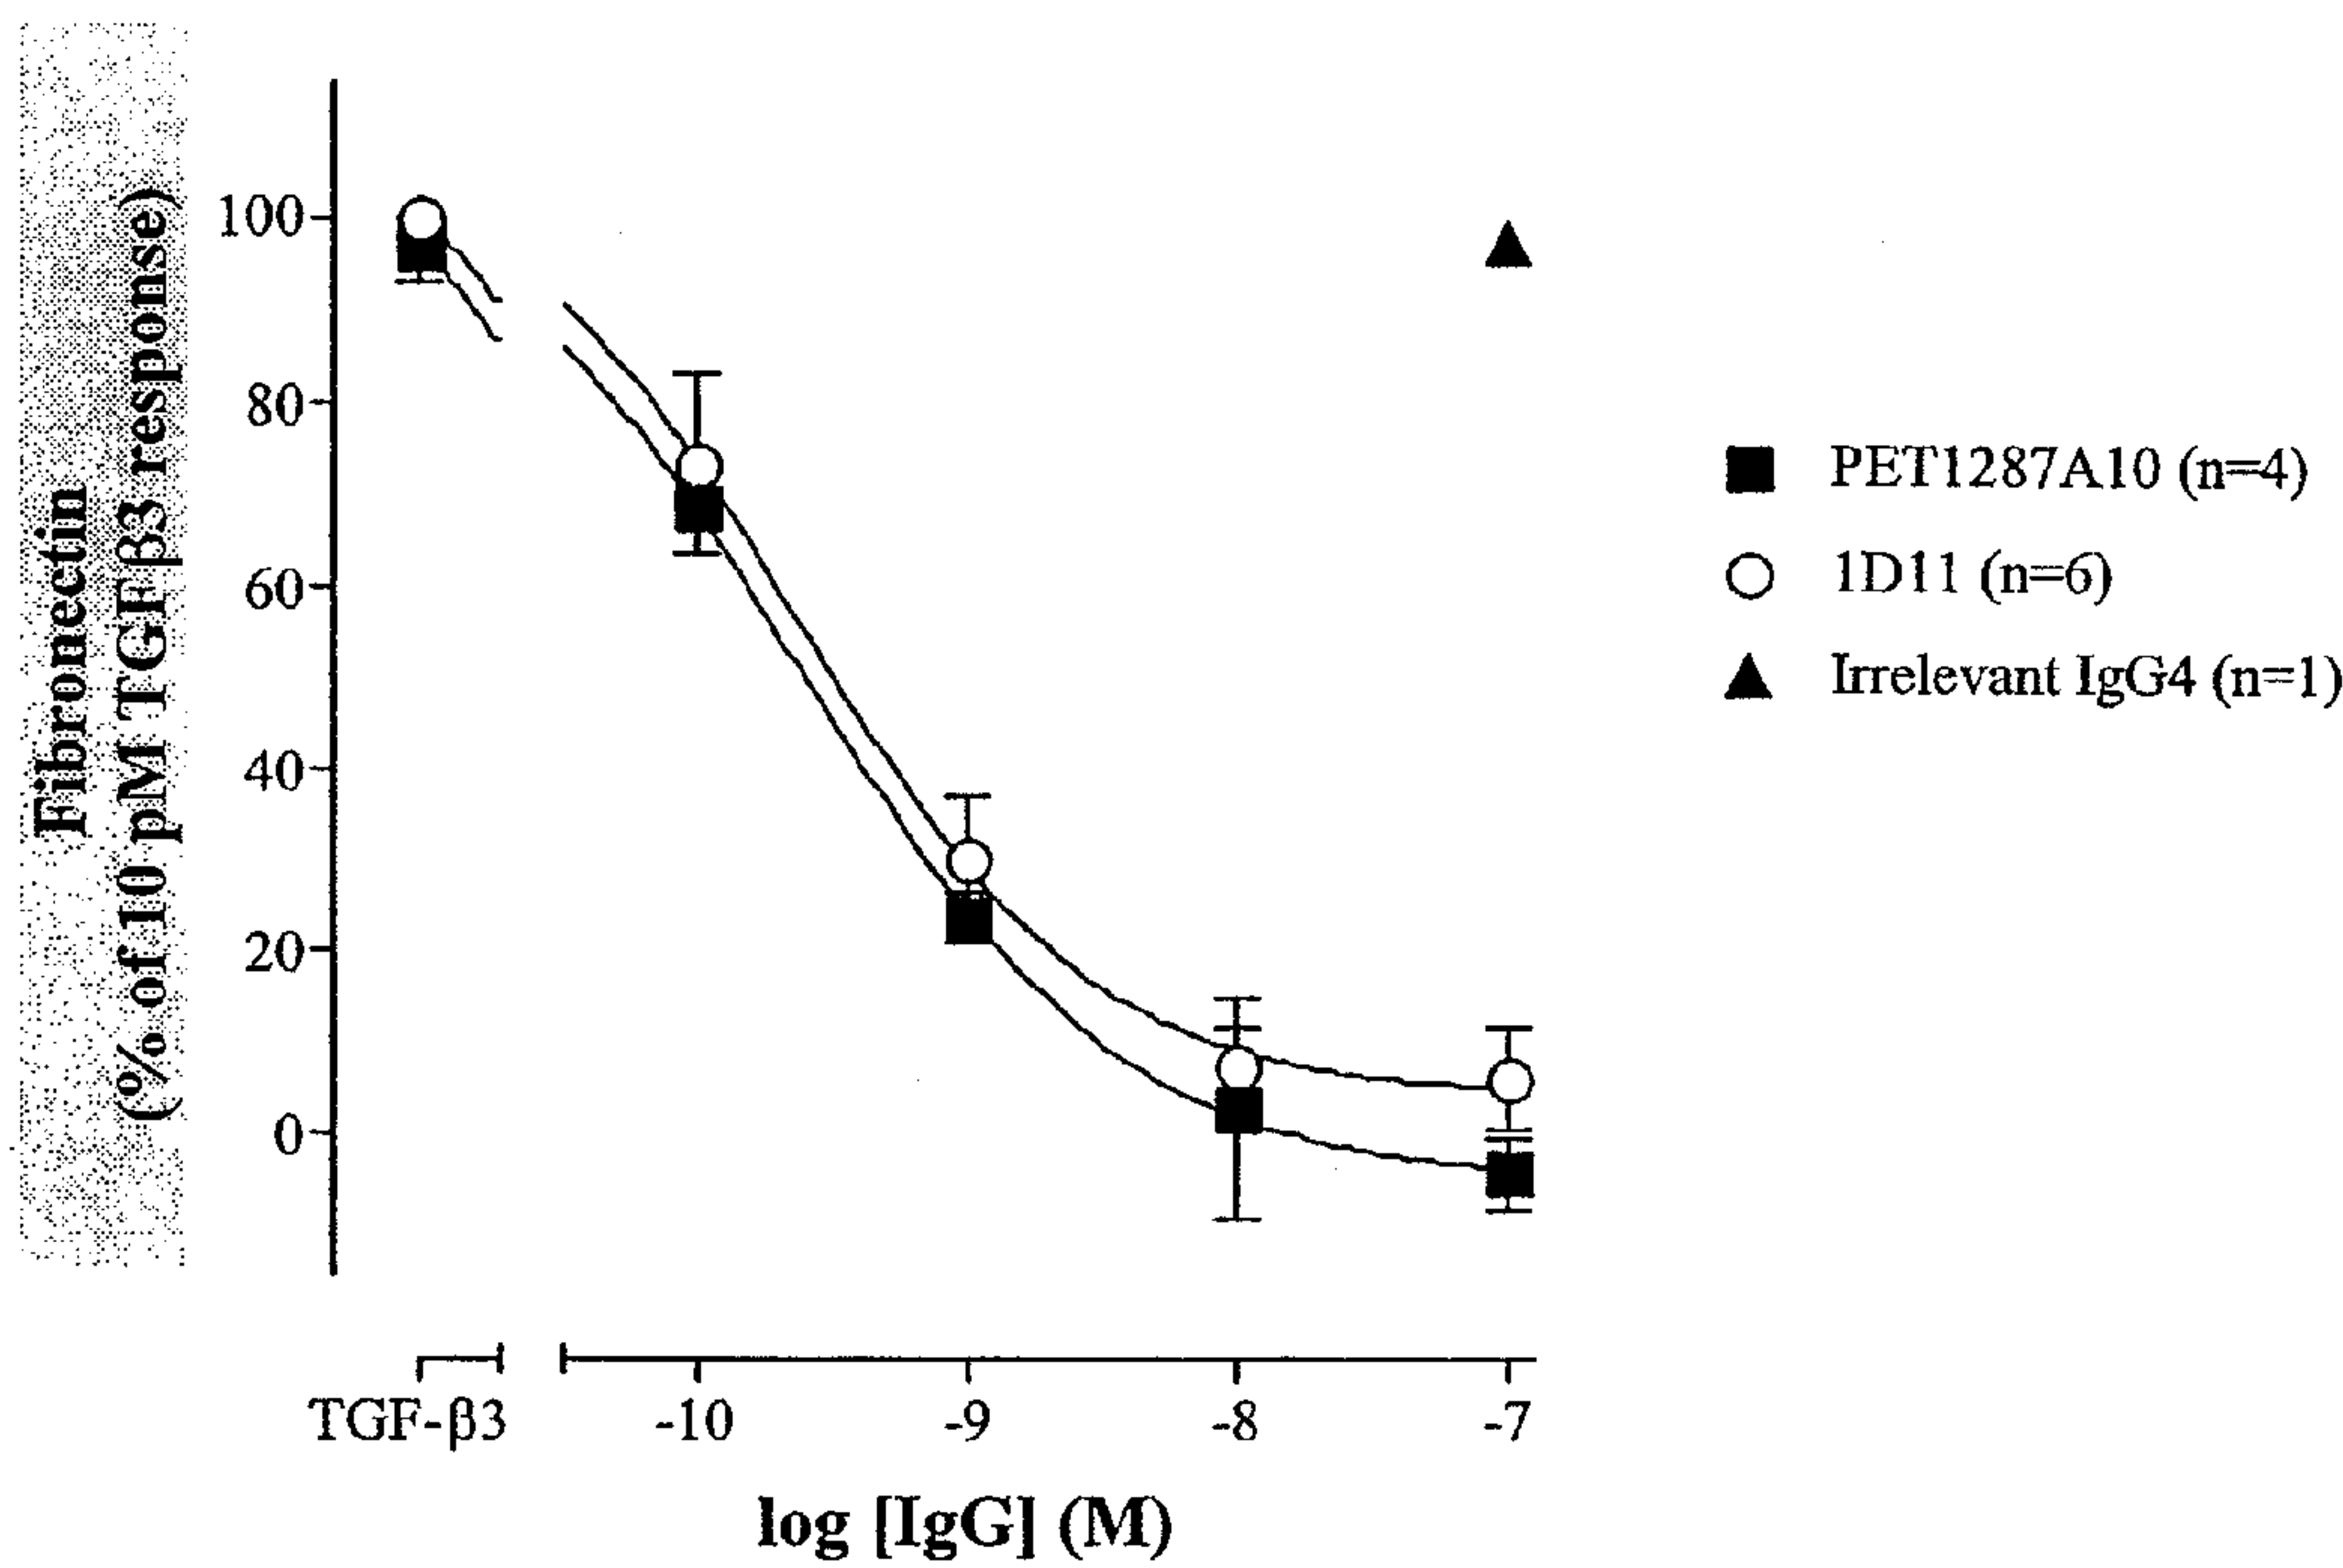 Fibronectin
(% of 10 pM TGFβ3 response)
100
80
60
40
20
0
TGF-β3
-10
-9
-8
-7
log [IgG] (M)
PET1287A10 (n=4)
1D11 (n=6)
Irrelevant IgG4 (n=1)